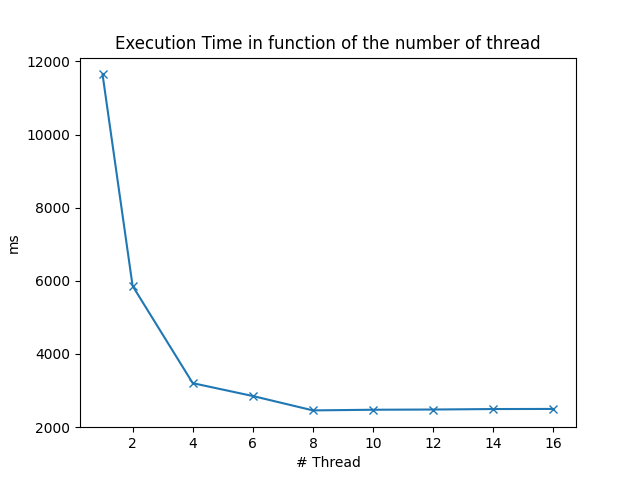 Execution Time in function of the number of thread
12000
10000
8000
6000
4000
2000
ms
2 4 6 8 10 12 14 16
# Thread